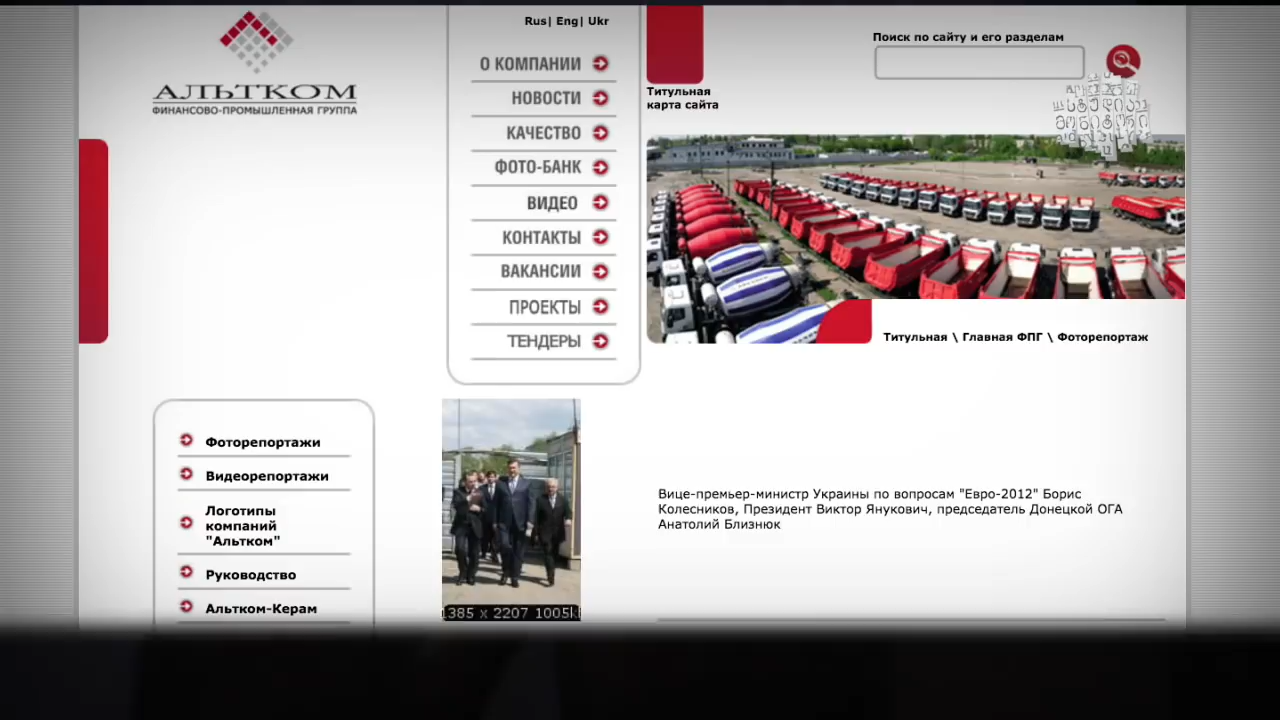 АЛЬТКОМ
ФИНАНСОВО-ПРОМЫШЛЕННАЯ ГРУППА
Rus| Eng| Ukr
О КОМПАНИИ
НОВОСТИ
КАЧЕСТВО
ФОТО-БАНК
ВИДЕО
КОНТАКТЫ
ВАКАНСИИ
ПРОЕКТЫ
ТЕНДЕРЫ
Титульная
карта сайта
Поиск по сайту и его разделам
სტუდია
მონიტორი
Титульная \ Главная ФПГ \ Фоторепортаж
Фоторепортажи
Видеорепортажи
Логотипы
компаний
"Альтком"
Руководство
Альтком-Керам
1385 x 2207 1005k
Вице-премьер-министр Украины по вопросам "Евро-2012" Борис
Колесников, Президент Виктор Янукович, председатель Донецкой ОГА
Анатолий Близнюк